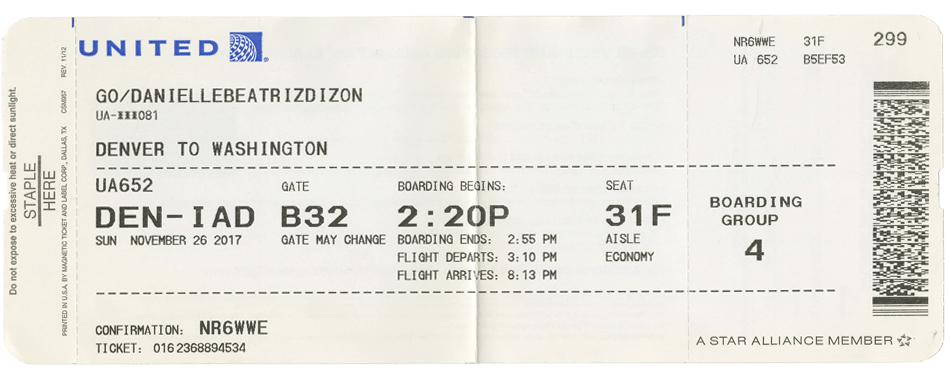 UNITED
NR6WWE 31F 299
UA 652 B5EF53
GO/DANIELLEBEATRIZDIZON
UA-***081
DENVER TO WASHINGTON
UA652 GATE BOARDING BEGINS: SEAT
DEN-IAD B32 2:20P 31F
SUN NOVEMBER 26 2017 GATE MAY CHANGE BOARDING ENDS: 2:55 PM AISLE
FLIGHT DEPARTS: 3:10 PM ECONOMY
FLIGHT ARRIVES: 8:13 PM
BOARDING
GROUP
4
CONFIRMATION: NR6WWE
TICKET: 016 2368894534
A STAR ALLIANCE MEMBER
Do not expose to excessive heat or direct sunlight.
STAPLE
HERE
PRINTED IN U.S.A. BY MAGNETIC TICKET AND LABEL CORP., DALLAS, TX CSM957 REV. 11/12